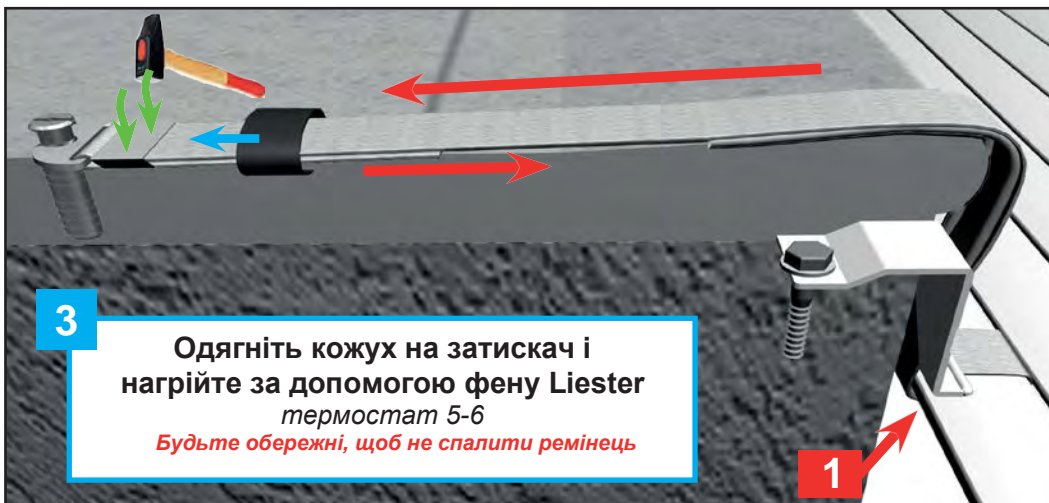 3
Одягніть кожух на затискач і
нагрійте за допомогою фену Liester
термостат 5-6
Будьте обережні, щоб не спалити ремінець
1